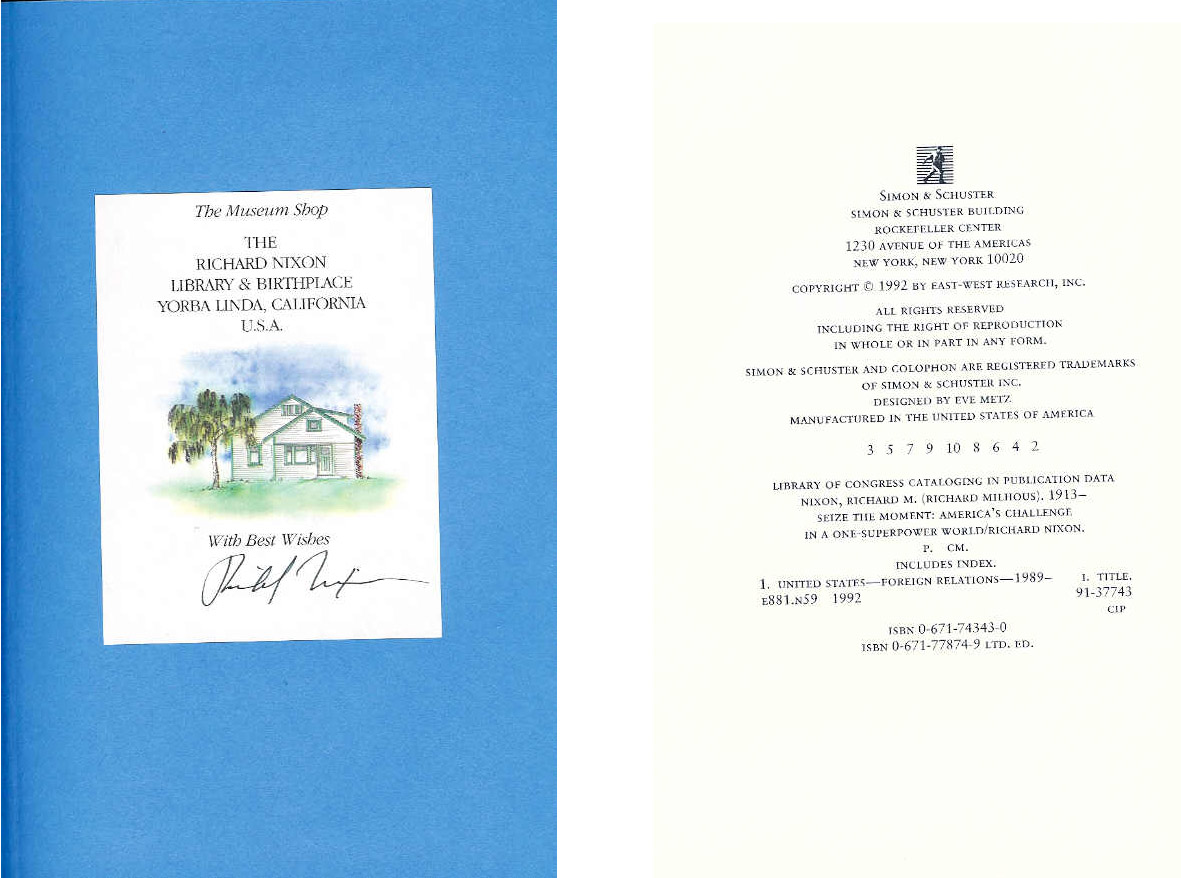 The Museum Shop
THE
RICHARD NIXON
LIBRARY & BIRTHPLACE
YORBA LINDA, CALIFORNIA
U.S.A.
With Best Wishes
Richard Nixon
SIMON & SCHUSTER
SIMON & SCHUSTER BUILDING
ROCKEFELLER CENTER
1230 AVENUE OF THE AMERICAS
NEW YORK, NEW YORK 10020
COPYRIGHT © 1992 BY EAST-WEST RESEARCH, INC.
ALL RIGHTS RESERVED
INCLUDING THE RIGHT OF REPRODUCTION
IN WHOLE OR IN PART IN ANY FORM.
SIMON & SCHUSTER AND COLOPHON ARE REGISTERED TRADEMARKS
OF SIMON & SCHUSTER INC.
DESIGNED BY EVE METZ
MANUFACTURED IN THE UNITED STATES OF AMERICA
3 5 7 9 10 8 6 4 2
LIBRARY OF CONGRESS CATALOGING IN PUBLICATION DATA
NIXON, RICHARD M. (RICHARD MILHOUS). 1913–
SEIZE THE MOMENT: AMERICA'S CHALLENGE
IN A ONE-SUPERPOWER WORLD/RICHARD NIXON.
P. CM.
INCLUDES INDEX.
1. UNITED STATES—FOREIGN RELATIONS—1989– I. TITLE.
E881.N59 1992 91-37743
CIP
ISBN 0-671-74343-0
ISBN 0-671-77874-9 LTD. ED.